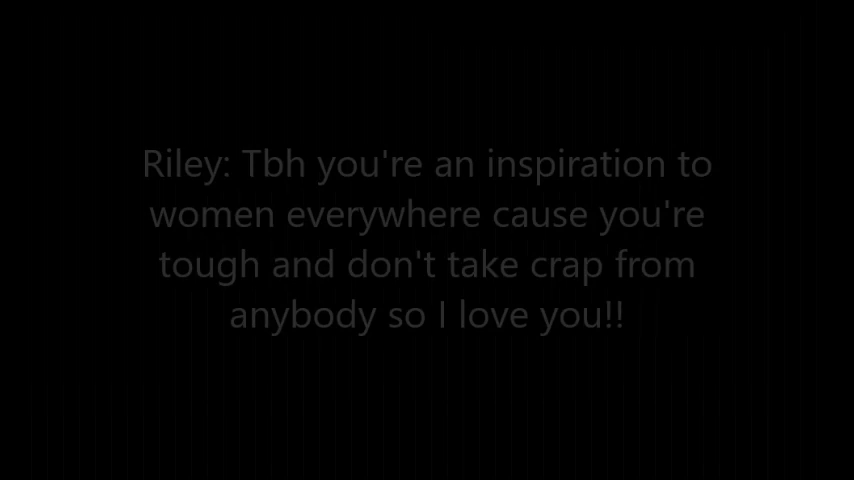 Riley: Tbh you're an inspiration to
women everywhere cause you're
tough and don't take crap from
anybody so I love you!!